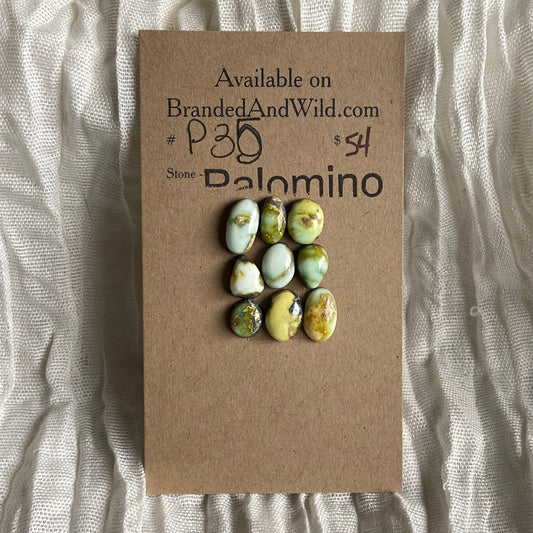 Available on
BrandedAndWild.com
# P35 $ 54
Stone - Palomino